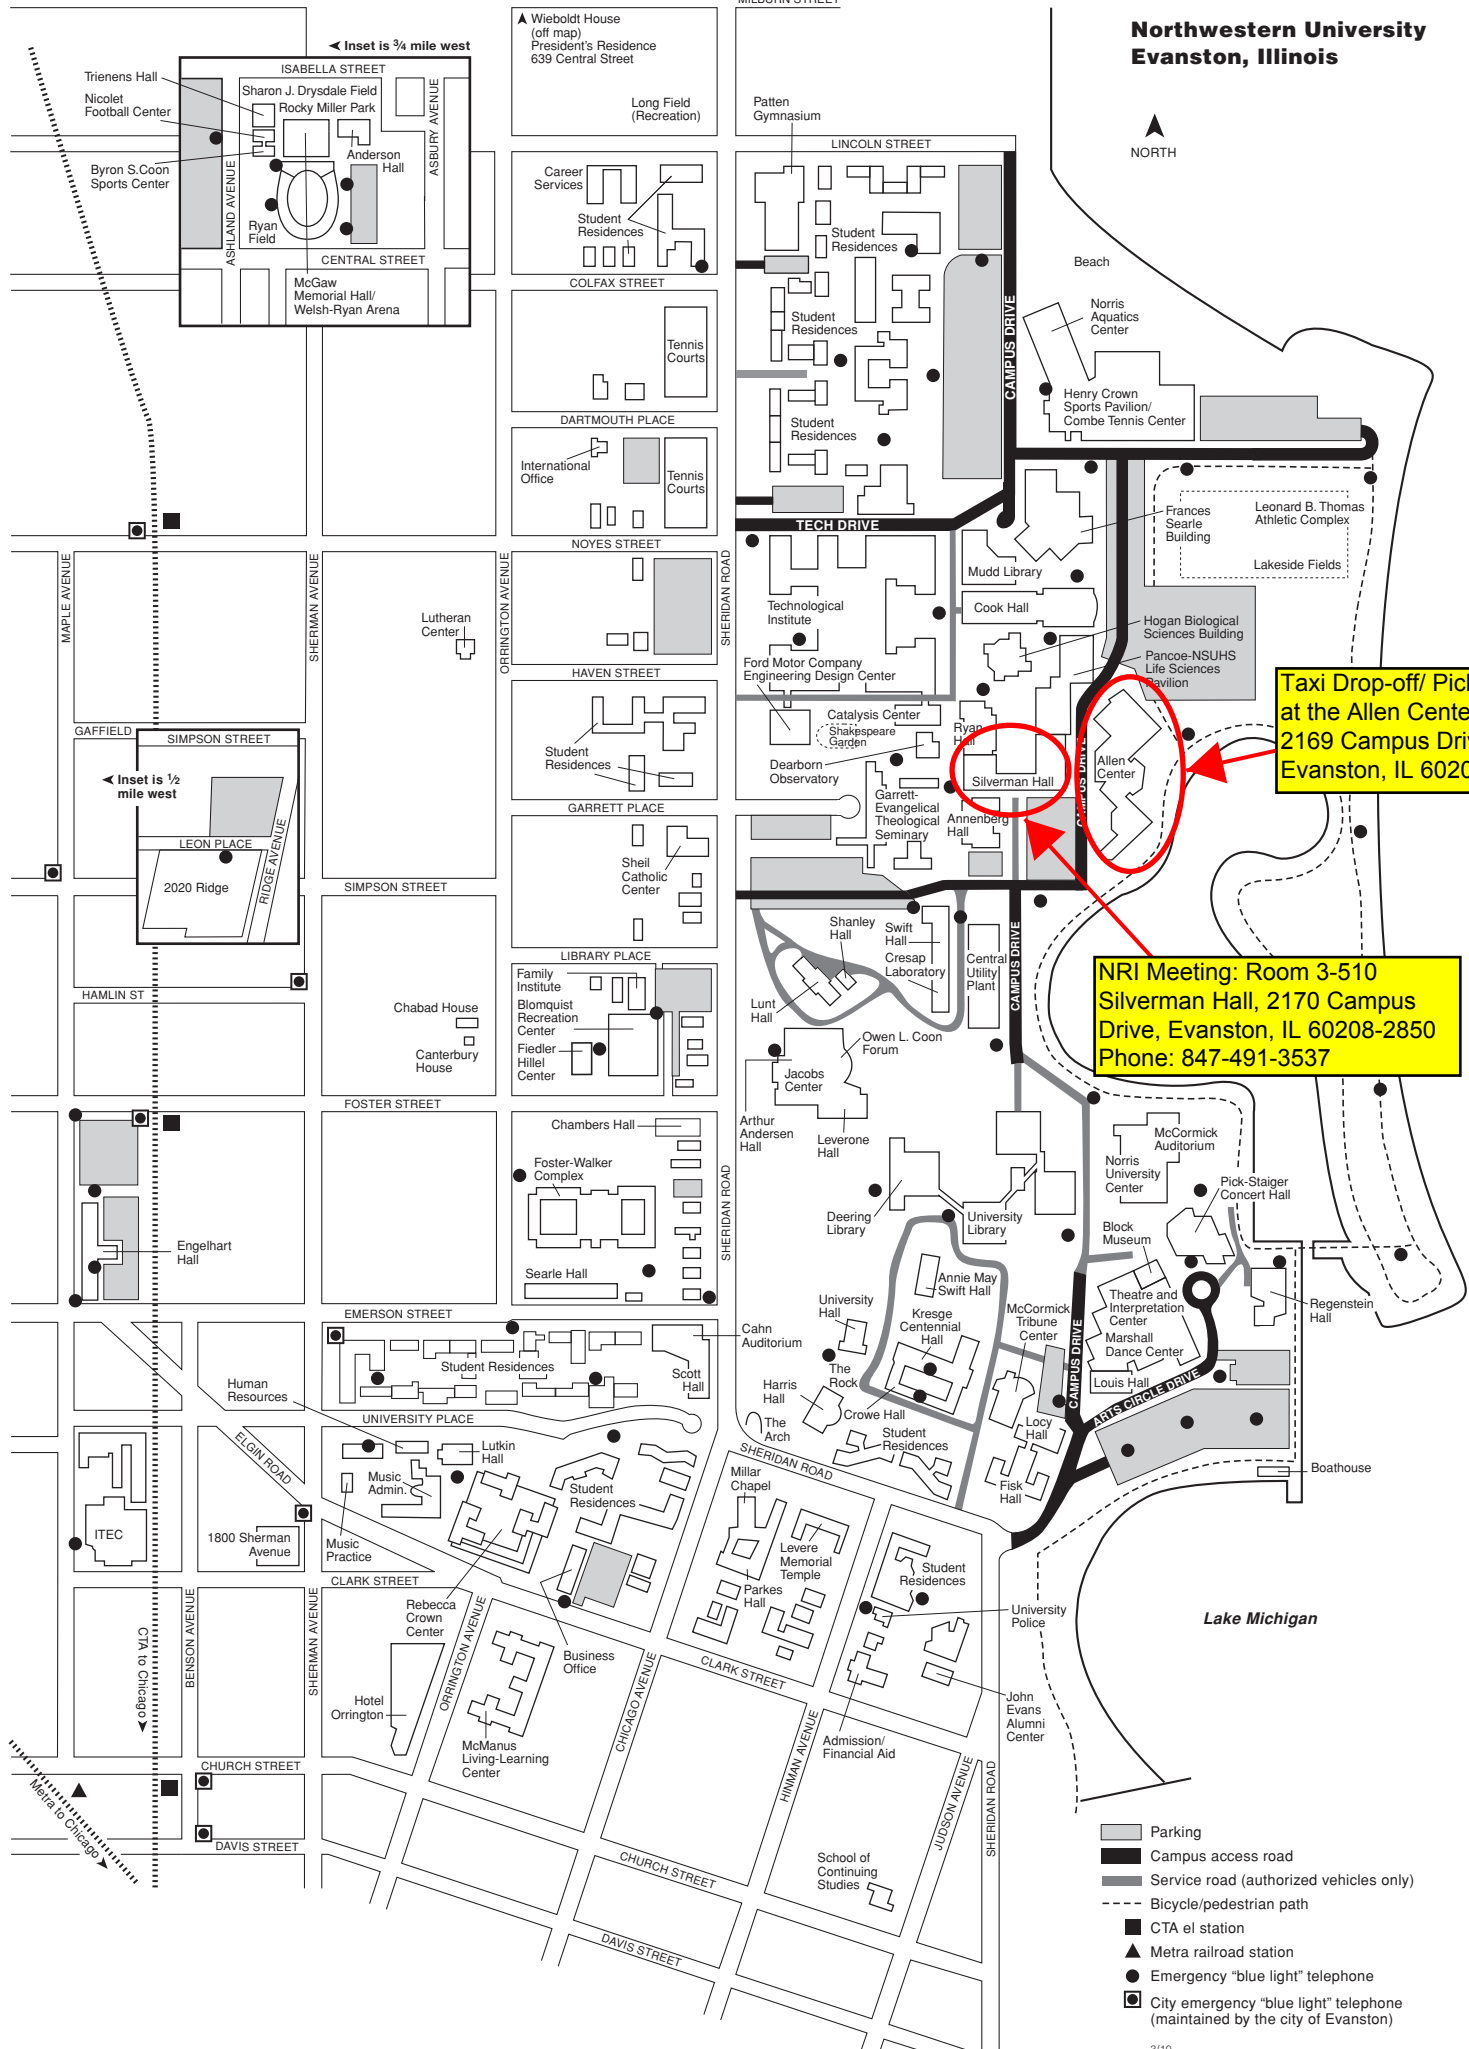 MILBURN STREET
Northwestern University
Evanston, Illinois
NORTH
Wieboldt House
(off map)
President's Residence
639 Central Street
Inset is ¾ mile west
ISABELLA STREET
Trienens Hall
Nicolet
Football Center
Byron S.Coon
Sports Center
Sharon J. Drysdale Field
Rocky Miller Park
Anderson
Hall
Ryan
Field
ASHLAND AVENUE
ASBURY AVENUE
CENTRAL STREET
McGaw
Memorial Hall/
Welsh-Ryan Arena
Long Field
(Recreation)
Patten
Gymnasium
LINCOLN STREET
Career
Services
Student
Residences
Student
Residences
COLFAX STREET
Beach
Norris
Aquatics
Center
CAMPUS DRIVE
Student
Residences
Tennis
Courts
Henry Crown
Sports Pavilion/
Combe Tennis Center
DARTMOUTH PLACE
Student
Residences
International
Office
Tennis
Courts
TECH DRIVE
Frances
Searle
Building
Leonard B. Thomas
Athletic Complex
Lakeside Fields
NOYES STREET
MAPLE AVENUE
SHERMAN AVENUE
ORRINGTON AVENUE
SHERIDAN ROAD
Mudd Library
Cook Hall
Technological
Institute
Lutheran
Center
Hogan Biological
Sciences Building
Pancoe-NSUHS
Life Sciences
Pavilion
HAVEN STREET
Ford Motor Company
Engineering Design Center
Taxi Drop-off/ Pick
at the Allen Cente
2169 Campus Driv
Evanston, IL 6020
Catalysis Center
Shakespeare
Garden
Ryan
Hall
GAFFIELD
SIMPSON STREET
Inset is ½
mile west
Student
Residences
Dearborn
Observatory
Silverman Hall
CAMPUS DRIVE
Allen
Center
GARRETT PLACE
Garrett-
Evangelical
Theological
Seminary
Annenberg
Hall
LEON PLACE
RIDGE AVENUE
2020 Ridge
Sheil
Catholic
Center
SIMPSON STREET
Shanley
Hall
Swift
Hall
Cresap
Laboratory
Central
Utility
Plant
CAMPUS DRIVE
LIBRARY PLACE
NRI Meeting: Room 3-510
Silverman Hall, 2170 Campus
Drive, Evanston, IL 60208-2850
Phone: 847-491-3537
HAMLIN ST
Family
Institute
Blomquist
Recreation
Center
Fiedler
Hillel
Center
Chabad House
Canterbury
House
Lunt
Hall
Owen L. Coon
Forum
Jacobs
Center
FOSTER STREET
Arthur
Andersen
Hall
Leverone
Hall
Chambers Hall
Foster-Walker
Complex
SHERIDAN ROAD
McCormick
Auditorium
Norris
University
Center
Pick-Staiger
Concert Hall
Deering
Library
University
Library
Block
Museum
Engelhart
Hall
Searle Hall
Annie May
Swift Hall
University
Hall
Kresge
Centennial
Hall
McCormick
Tribune
Center
Theatre and
Interpretation
Center
Marshall
Dance Center
Regenstein
Hall
EMERSON STREET
Cahn
Auditorium
Student Residences
Scott
Hall
The
Rock
CAMPUS DRIVE
Louis Hall
ARTS CIRCLE DRIVE
Human
Resources
Harris
Hall
Crowe Hall
Locy
Hall
UNIVERSITY PLACE
The
Arch
Student
Residences
ELGIN ROAD
Lutkin
Hall
Music
Admin.
SHERIDAN ROAD
Millar
Chapel
Fisk
Hall
Boathouse
Student
Residences
ITEC
1800 Sherman
Avenue
Music
Practice
Levere
Memorial
Temple
Student
Residences
CLARK STREET
Parkes
Hall
Rebecca
Crown
Center
University
Police
Lake Michigan
CTA to Chicago
BENSON AVENUE
SHERMAN AVENUE
ORRINGTON AVENUE
Business
Office
CHICAGO AVENUE
CLARK STREET
Hotel
Orrington
HINMAN AVENUE
John
Evans
Alumni
Center
McManus
Living-Learning
Center
Admission/
Financial Aid
CHURCH STREET
Metra to Chicago
JUDSON AVENUE
SHERIDAN ROAD
DAVIS STREET
CHURCH STREET
School of
Continuing
Studies
DAVIS STREET
Parking
Campus access road
Service road (authorized vehicles only)
Bicycle/pedestrian path
CTA el station
Metra railroad station
Emergency “blue light” telephone
City emergency “blue light” telephone
(maintained by the city of Evanston)
3/10